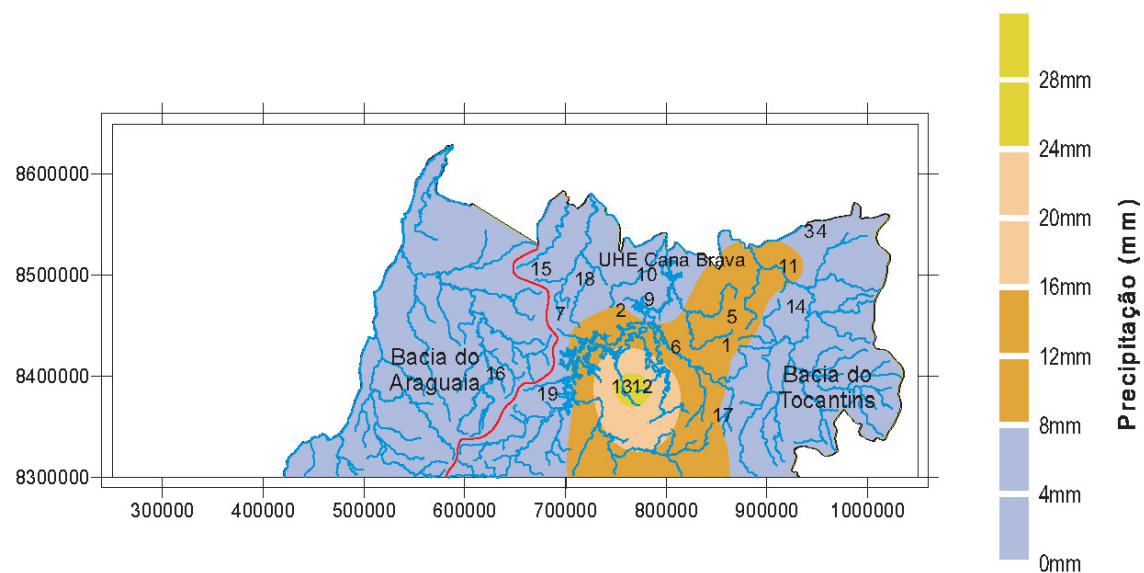 28mm
24mm
20mm
16mm
12mm
8mm
4mm
0mm
Precipitação (mm)
8600000
8500000
8400000
8300000
300000 400000 500000 600000 700000 800000 900000 1000000
UHE Cana Brava
Bacia do
Araguaia
Bacia do
Tocantins
34
15
18
10
11
9
14
7
2
5
6
1
16
19
1312
17